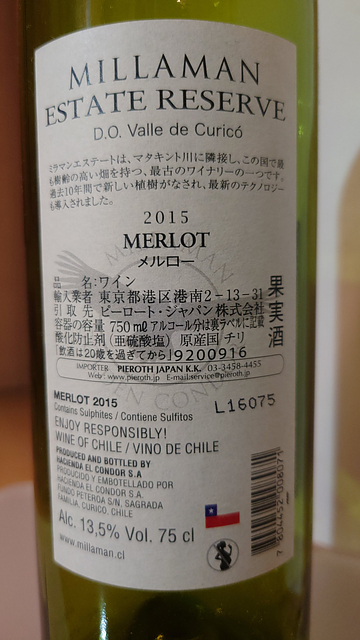 MILLAMAN
ESTATE RESERVE
D.O. Valle de Curicó
ミラマンエステートは、マタキント川に隣接し、この国で最
も樹齢の高い畑を持つ、最古のワイナリーの一つです。
過去10年間で新しい植樹がなされ、最新のテクノロジー
も導入されました。
2015
MERLOT
メルロー
品　名:ワイン
輸入業者 東京都港区港南2-13-31
引取先 ピーロート・ジャパン株式会社
容器の容量 750㎖ アルコール分は裏ラベルに記載
酸化防止剤(亜硫酸塩) 原産国 チリ
「飲酒は20歳を過ぎてから」9200916
果実酒
IMPORTER PIEROTH JAPAN K.K. 03-3458-4455
Web: www.pieroth.jp E-mail:service@pieroth.jp
MERLOT 2015
L16075
Contains Sulphites / Contiene Sulfitos
ENJOY RESPONSIBLY!
WINE OF CHILE / VINO DE CHILE
PRODUCED AND BOTTLED BY
HACIENDA EL CONDOR S.A
PRODUCIDO Y EMBOTELLADO POR
HACIENDA EL CONDOR S.A.
FUNDO PETEROA S/N, SAGRADA
FAMILIA, CURICO, CHILE
Alc. 13,5% Vol. 75 cl
www.millaman.cl